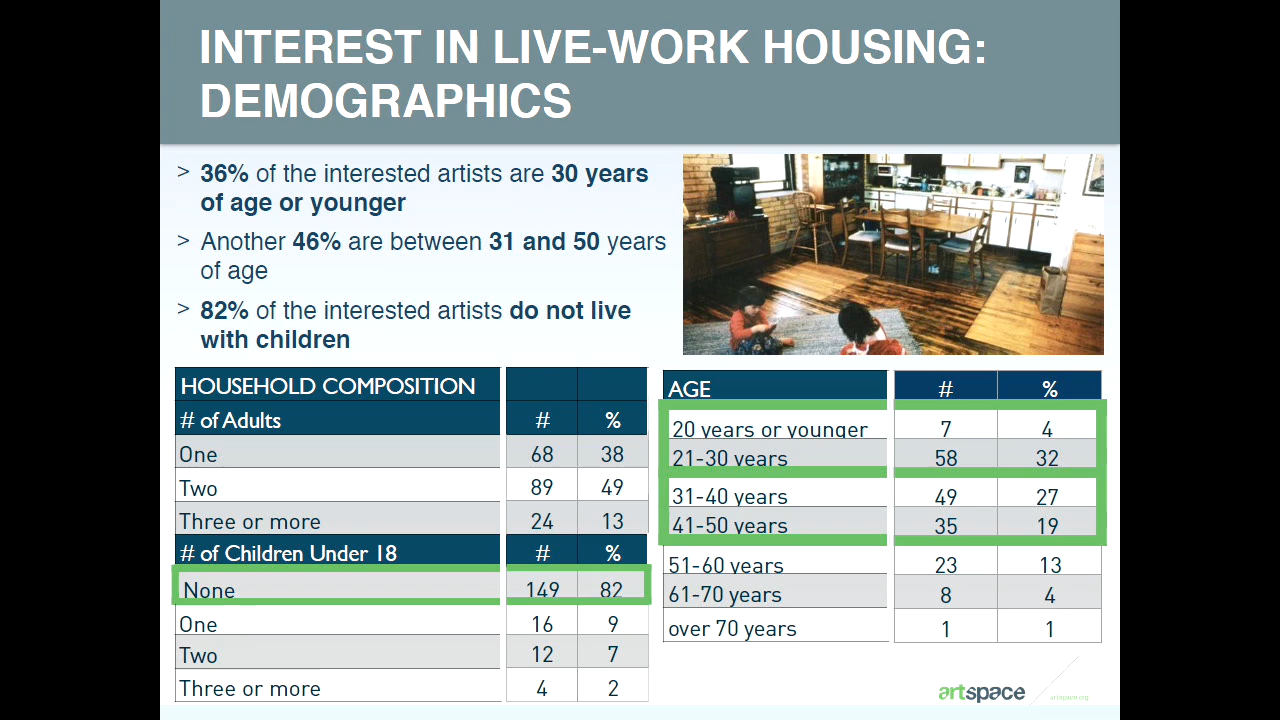 INTEREST IN LIVE-WORK HOUSING:
DEMOGRAPHICS
> 36% of the interested artists are 30 years
of age or younger
> Another 46% are between 31 and 50 years
of age
> 82% of the interested artists do not live
with children
HOUSEHOLD COMPOSITION
# of Adults # %
One 68 38
Two 89 49
Three or more 24 13
# of Children Under 18 # %
None 149 82
One 16 9
Two 12 7
Three or more 4 2
AGE # %
20 years or younger 7 4
21-30 years 58 32
31-40 years 49 27
41-50 years 35 19
51-60 years 23 13
61-70 years 8 4
over 70 years 1 1
artspace
artspace.org